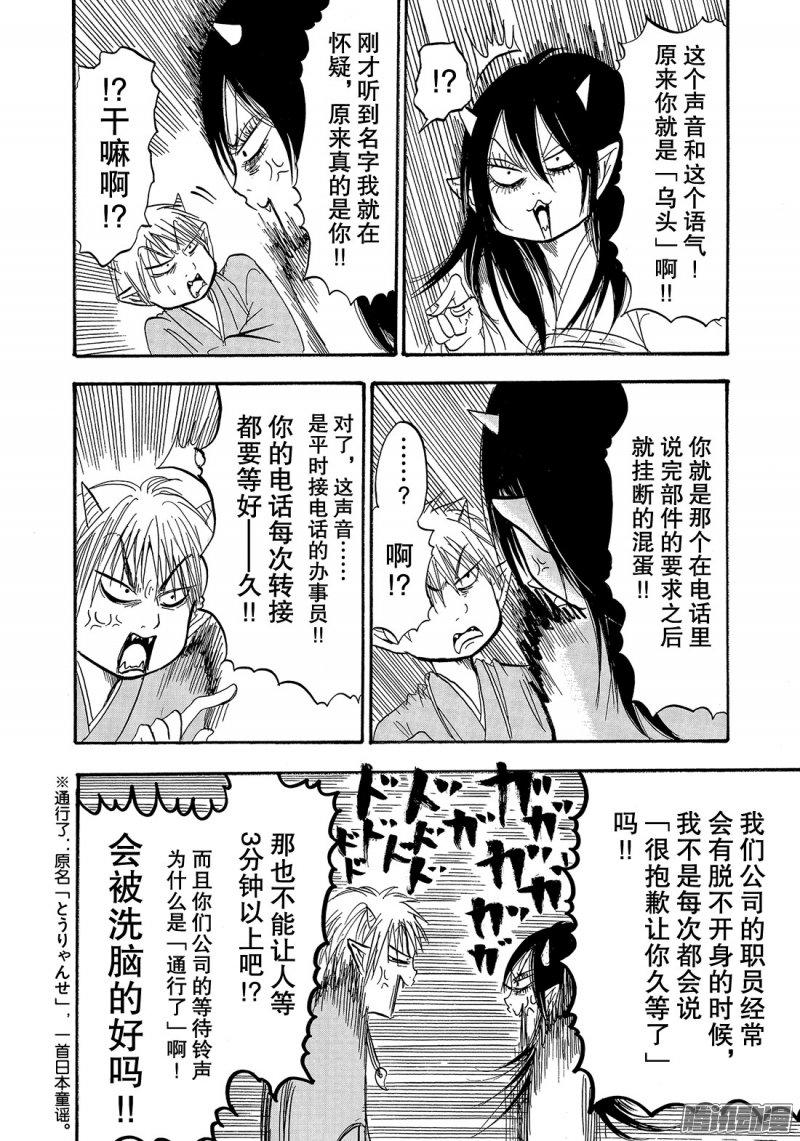 这个声音和这个语气！
原来你就是「乌头」啊!!
!?
刚才听到名字我就在
怀疑，原来真的是你!!
!?
干嘛啊!?
你就是那个在电话里
说完部件的要求之后
就挂断的混蛋!!
……？
啊!?
对了，这声音……
是平时接电话的办事员!!
你的电话每次转接
都要等好——久!!
我们公司的职员经常
会有脱不开身的时候，
我不是每次都会说
「很抱歉让你久等了」
吗!!
ガガガガガ
ドドドドド
那也不能让人等
3分钟以上吧!?
而且你们公司的等待铃声
为什么是「通行了」啊！
会被洗脑的好吗!!
※通行了：原名「とうりゃんせ」，一首日本童谣。
腾讯动漫